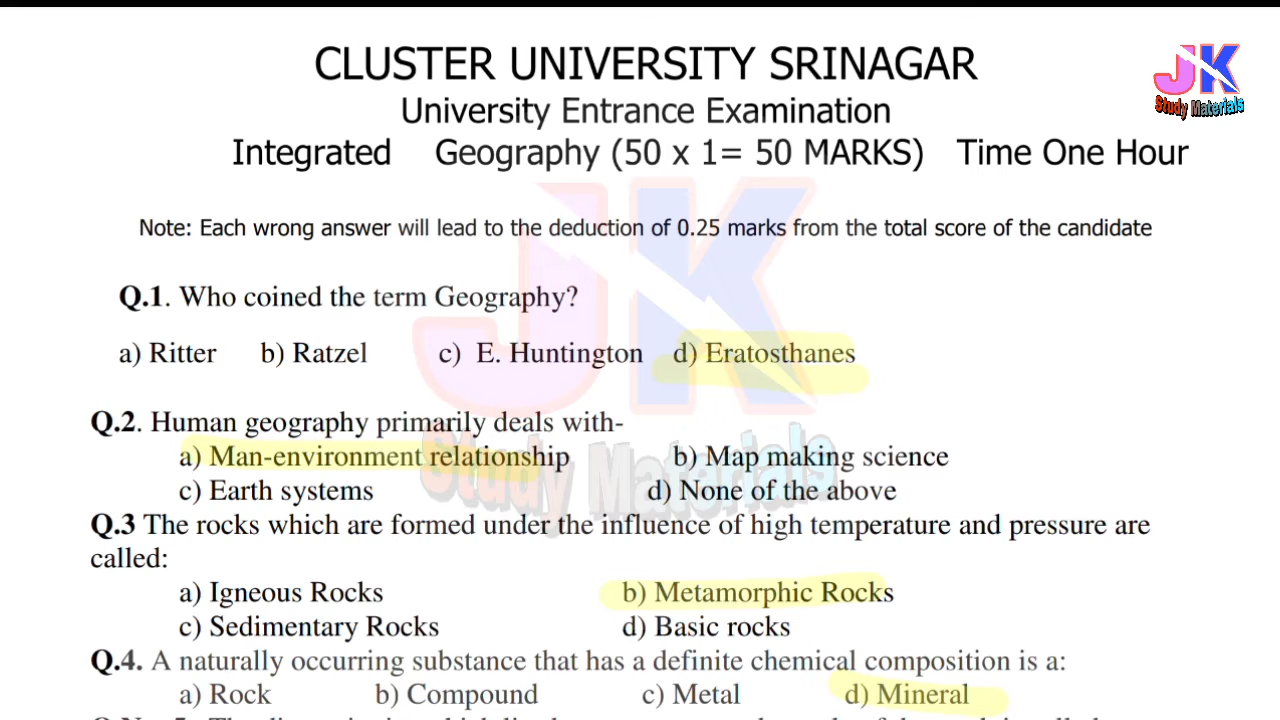 CLUSTER UNIVERSITY SRINAGAR
JK
Study Materials
University Entrance Examination
Integrated Geography (50 x 1= 50 MARKS) Time One Hour
Note: Each wrong answer will lead to the deduction of 0.25 marks from the total score of the candidate
Q.1. Who coined the term Geography?
a) Ritter b) Ratzel c) E. Huntington d) Eratosthanes
Q.2. Human geography primarily deals with-
a) Man-environment relationship b) Map making science
c) Earth systems d) None of the above
JK
Study Materials
Q.3 The rocks which are formed under the influence of high temperature and pressure are
called:
a) Igneous Rocks b) Metamorphic Rocks
c) Sedimentary Rocks d) Basic rocks
Q.4. A naturally occurring substance that has a definite chemical composition is a:
a) Rock b) Compound c) Metal d) Mineral